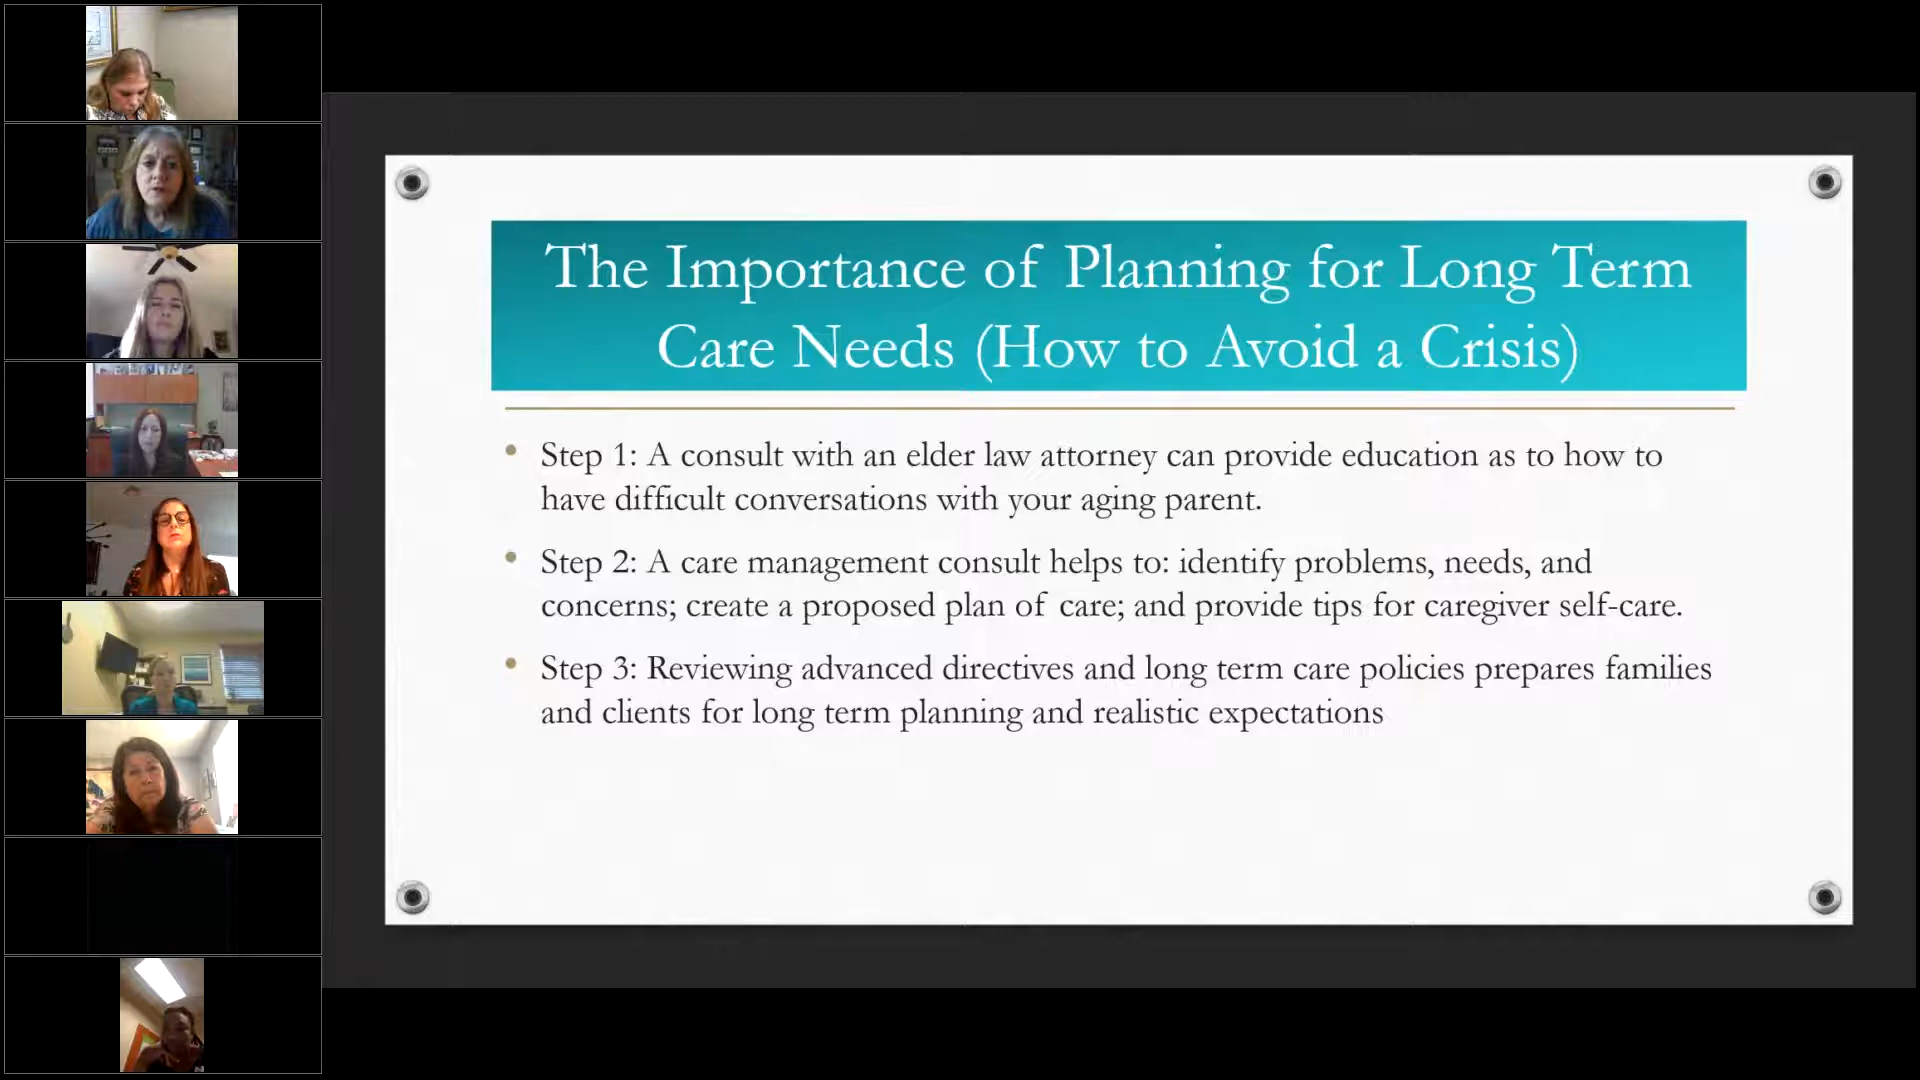 The Importance of Planning for Long Term
Care Needs (How to Avoid a Crisis)
• Step 1: A consult with an elder law attorney can provide education as to how to
have difficult conversations with your aging parent.
• Step 2: A care management consult helps to: identify problems, needs, and
concerns; create a proposed plan of care; and provide tips for caregiver self-care.
• Step 3: Reviewing advanced directives and long term care policies prepares families
and clients for long term planning and realistic expectations